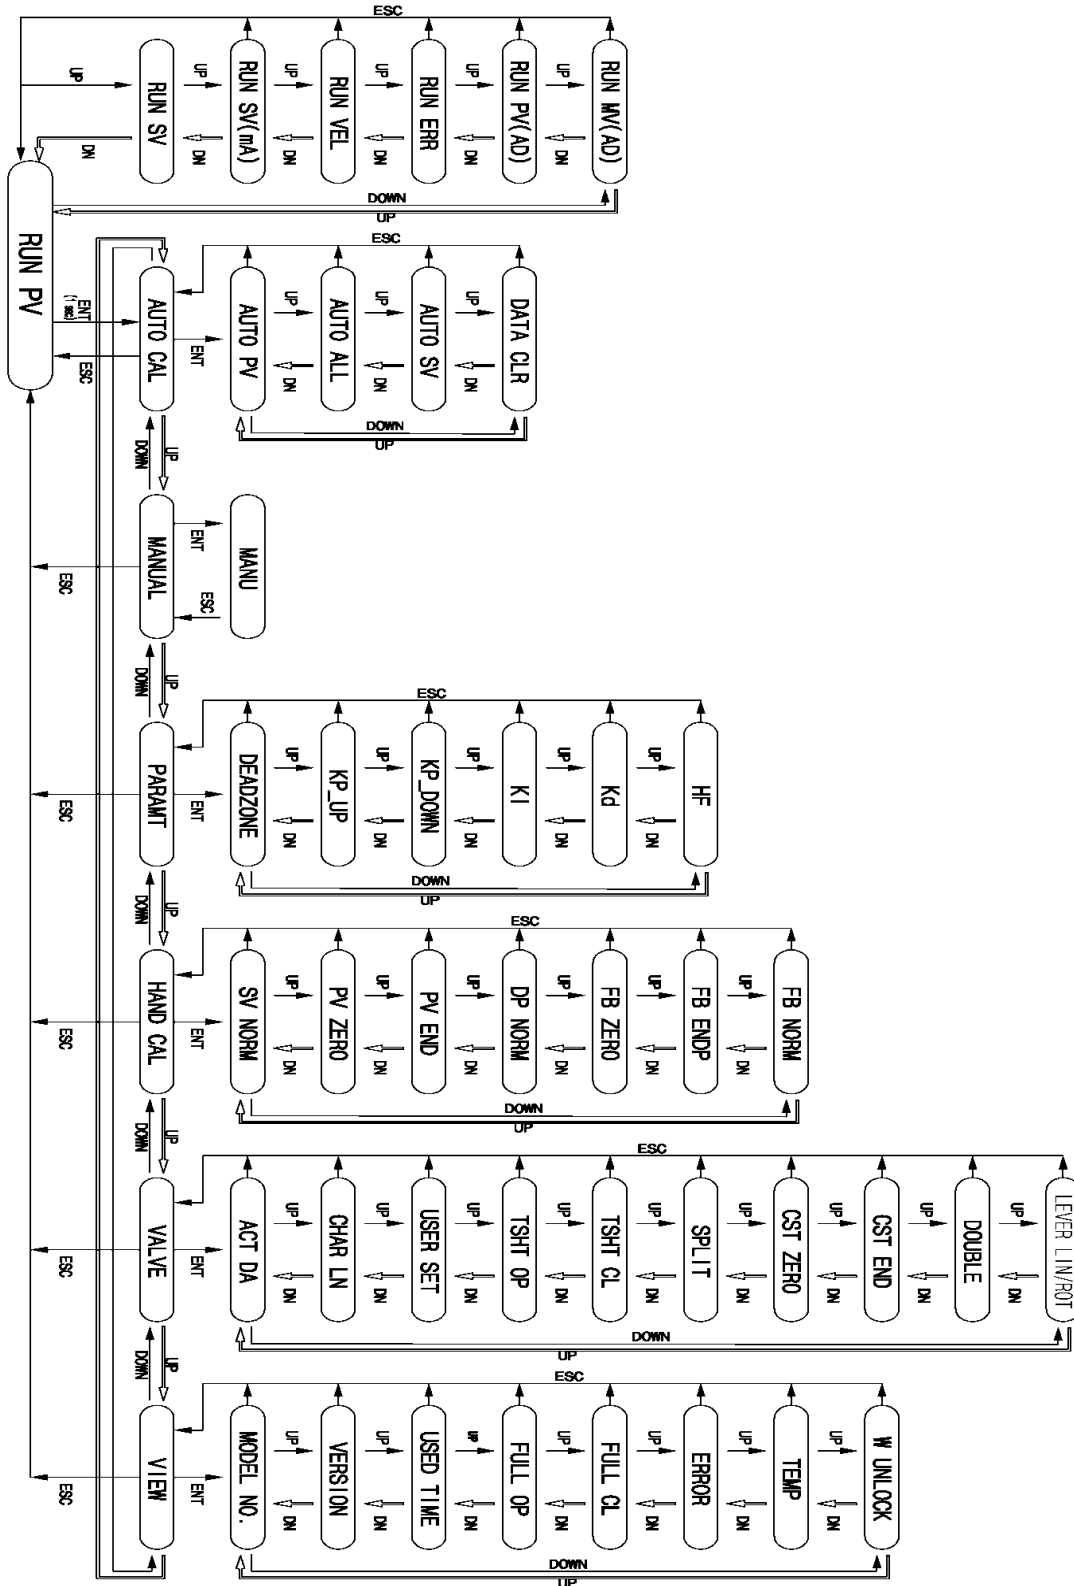 ESC
UP
RUN SV
UP
RUN SV(mA)
UP
RUN VEL
UP
RUN ERR
UP
RUN PV(AD)
UP
RUN MV(AD)
DN
DN
DN
DN
DN
DN
DOWN
UP
RUN PV
ENT
(1 sec)
ESC
ESC
AUTO CAL
ENT
AUTO PV
UP
AUTO ALL
UP
AUTO SV
UP
DATA CLR
DN
DN
DN
DOWN
UP
UP
DOWN
MANUAL
ENT
MANU
ESC
ESC
UP
DOWN
ESC
PARAMT
ENT
ESC
DEADZONE
UP
KP_UP
UP
KP_DOWN
UP
KI
UP
Kd
UP
HF
DN
DN
DN
DN
DN
DOWN
UP
UP
DOWN
ESC
HAND CAL
ENT
ESC
SV NORM
UP
PV ZERO
UP
PV END
UP
DP NORM
UP
FB ZERO
UP
FB ENDP
UP
FB NORM
DN
DN
DN
DN
DN
DN
DOWN
UP
UP
DOWN
ESC
VALVE
ENT
ESC
ACT DA
UP
CHAR LN
UP
USER SET
UP
TSHT OP
UP
TSHT CL
UP
SPLIT
UP
CST ZERO
UP
CST END
UP
DOUBLE
UP
LEVER LIN/ROT
DN
DN
DN
DN
DN
DN
DN
DN
DN
DOWN
UP
UP
DOWN
ESC
VIEW
ENT
ESC
MODEL NO.
UP
VERSION
UP
USED TIME
UP
FULL OP
UP
FULL CL
UP
ERROR
UP
TEMP
UP
W UNLOCK
DN
DN
DN
DN
DN
DN
DN
DOWN
UP